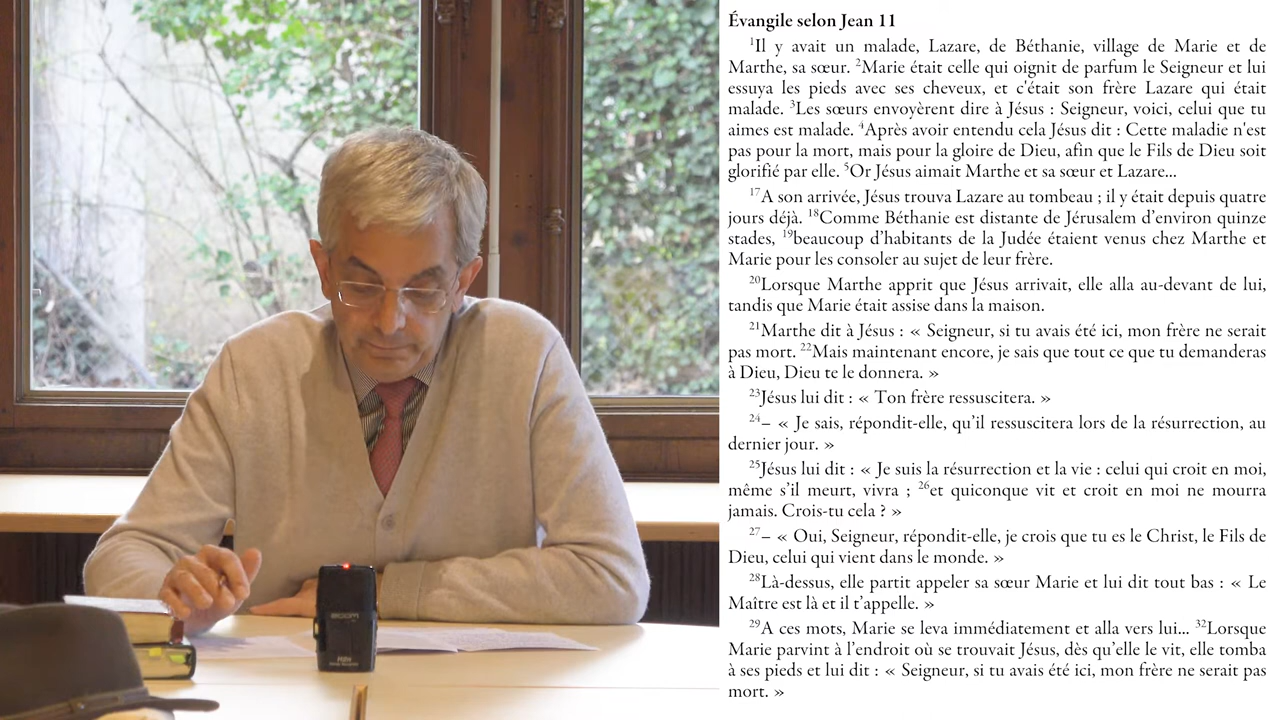 Évangile selon Jean 11
¹Il y avait un malade, Lazare, de Béthanie, village de Marie et de
Marthe, sa sœur. ²Marie était celle qui oignit de parfum le Seigneur et lui
essuya les pieds avec ses cheveux, et c'était son frère Lazare qui était
malade. ³Les sœurs envoyèrent dire à Jésus : Seigneur, voici, celui que tu
aimes est malade. ⁴Après avoir entendu cela Jésus dit : Cette maladie n'est
pas pour la mort, mais pour la gloire de Dieu, afin que le Fils de Dieu soit
glorifié par elle. ⁵Or Jésus aimait Marthe et sa sœur et Lazare...
¹⁷A son arrivée, Jésus trouva Lazare au tombeau ; il y était depuis quatre
jours déjà. ¹⁸Comme Béthanie est distante de Jérusalem d’environ quinze
stades, ¹⁹beaucoup d’habitants de la Judée étaient venus chez Marthe et
Marie pour les consoler au sujet de leur frère.
²⁰Lorsque Marthe apprit que Jésus arrivait, elle alla au-devant de lui,
tandis que Marie était assise dans la maison.
²¹Marthe dit à Jésus : « Seigneur, si tu avais été ici, mon frère ne serait
pas mort. ²²Mais maintenant encore, je sais que tout ce que tu demanderas
à Dieu, Dieu te le donnera. »
²³Jésus lui dit : « Ton frère ressuscitera. »
²⁴– « Je sais, répondit-elle, qu’il ressuscitera lors de la résurrection, au
dernier jour. »
²⁵Jésus lui dit : « Je suis la résurrection et la vie : celui qui croit en moi,
même s’il meurt, vivra ; ²⁶et quiconque vit et croit en moi ne mourra
jamais. Crois-tu cela ? »
²⁷– « Oui, Seigneur, répondit-elle, je crois que tu es le Christ, le Fils de
Dieu, celui qui vient dans le monde. »
²⁸Là-dessus, elle partit appeler sa sœur Marie et lui dit tout bas : « Le
Maître est là et il t’appelle. »
²⁹A ces mots, Marie se leva immédiatement et alla vers lui... ³²Lorsque
Marie parvint à l’endroit où se trouvait Jésus, dès qu’elle le vit, elle tomba
à ses pieds et lui dit : « Seigneur, si tu avais été ici, mon frère ne serait pas
mort. »
zoom
H2n